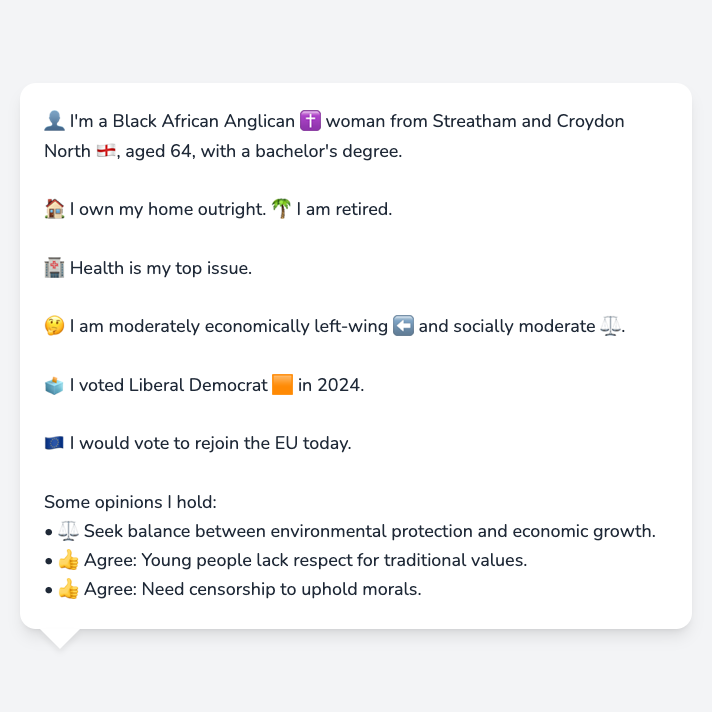 👤 I'm a Black African Anglican ✝️ woman from Streatham and Croydon
North 🏴󠁧󠁢󠁥󠁮󠁧󠁿, aged 64, with a bachelor's degree.
🏠 I own my home outright. 🌴 I am retired.
🏥 Health is my top issue.
🤔 I am moderately economically left-wing ⬅️ and socially moderate ⚖️.
🗳️ I voted Liberal Democrat 🟧 in 2024.
🇪🇺 I would vote to rejoin the EU today.
Some opinions I hold:
• ⚖️ Seek balance between environmental protection and economic growth.
• 👍 Agree: Young people lack respect for traditional values.
• 👍 Agree: Need censorship to uphold morals.